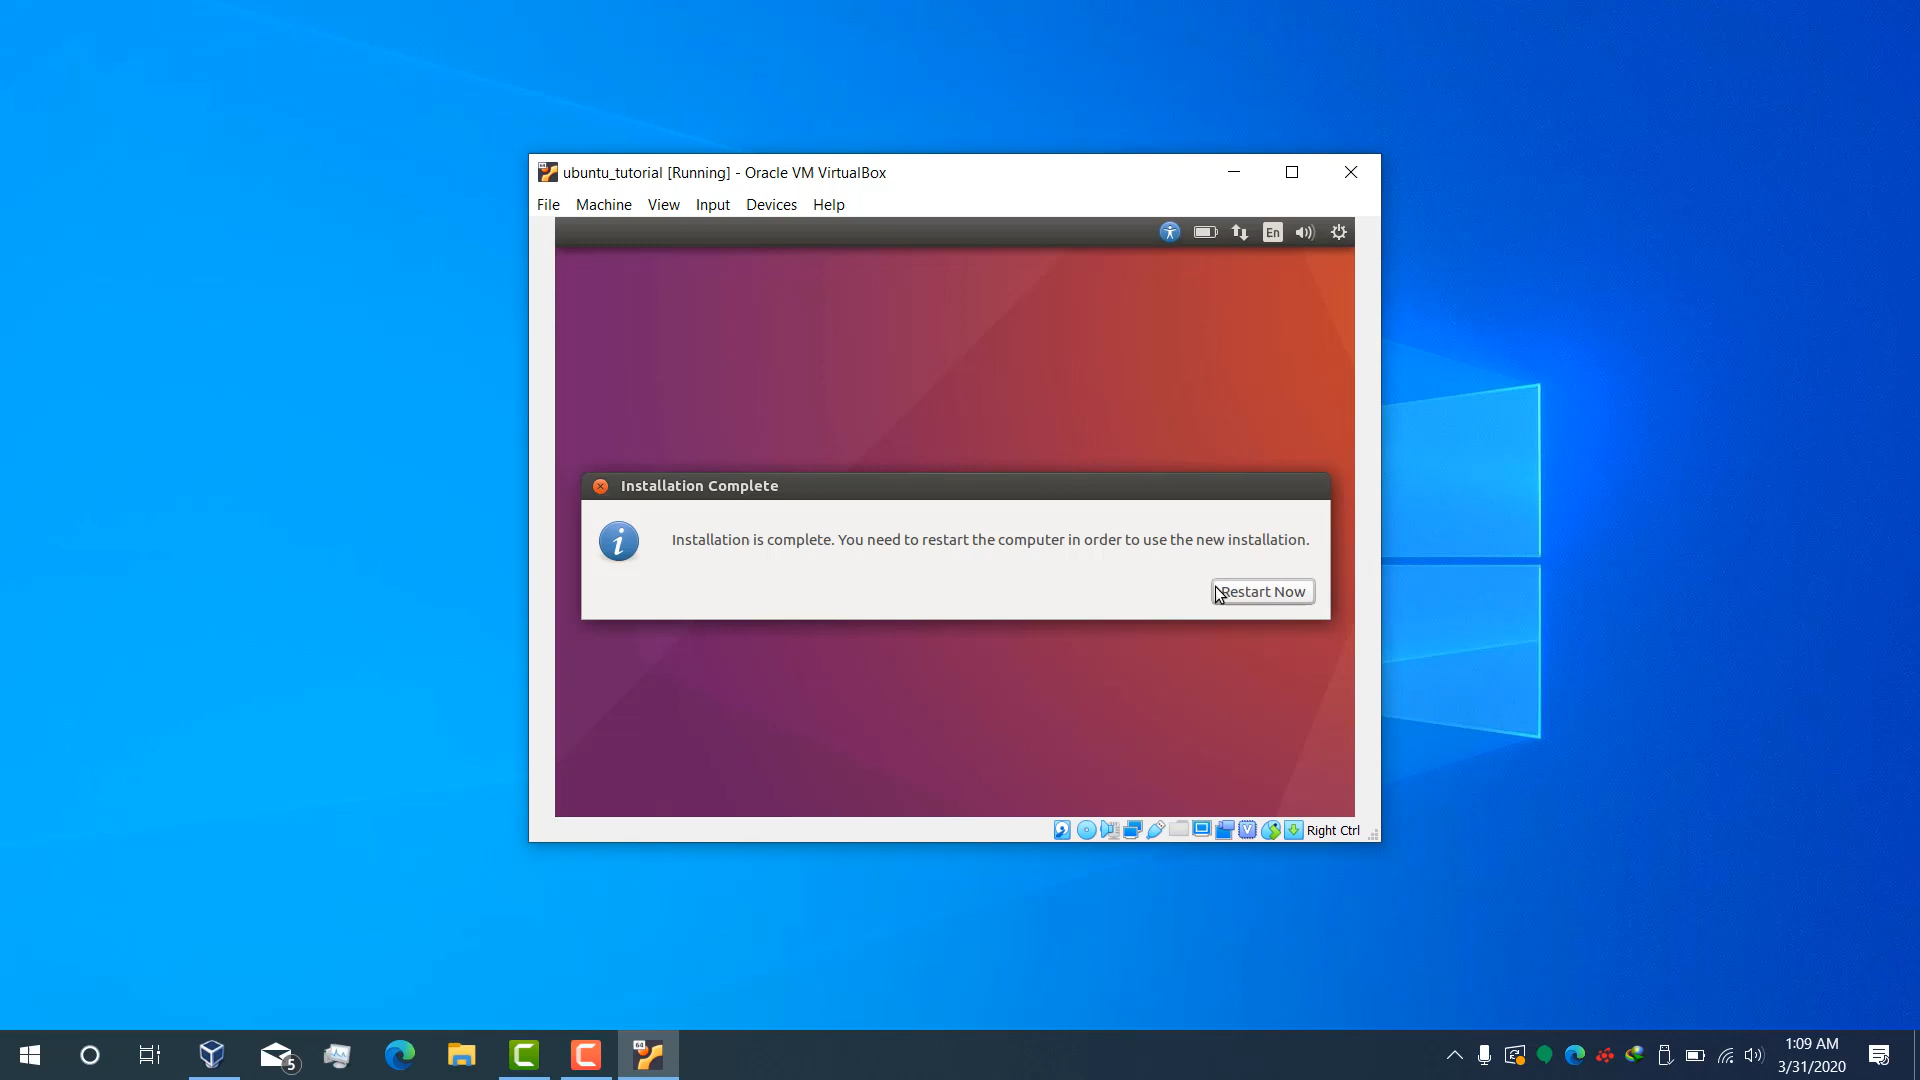 ubuntu_tutorial [Running] - Oracle VM VirtualBox
File Machine View Input Devices Help
En
Installation Complete
Installation is complete. You need to restart the computer in order to use the new installation.
Restart Now
Right Ctrl
5
64
1:09 AM
3/31/2020